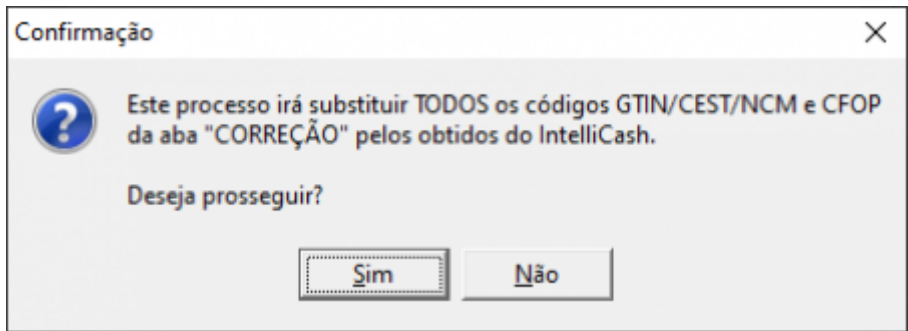 Confirmação
Este processo irá substituir TODOS os códigos GTIN/CEST/NCM e CFOP
da aba "CORREÇÃO" pelos obtidos do IntelliCash.
Deseja prosseguir?
Sim
Não